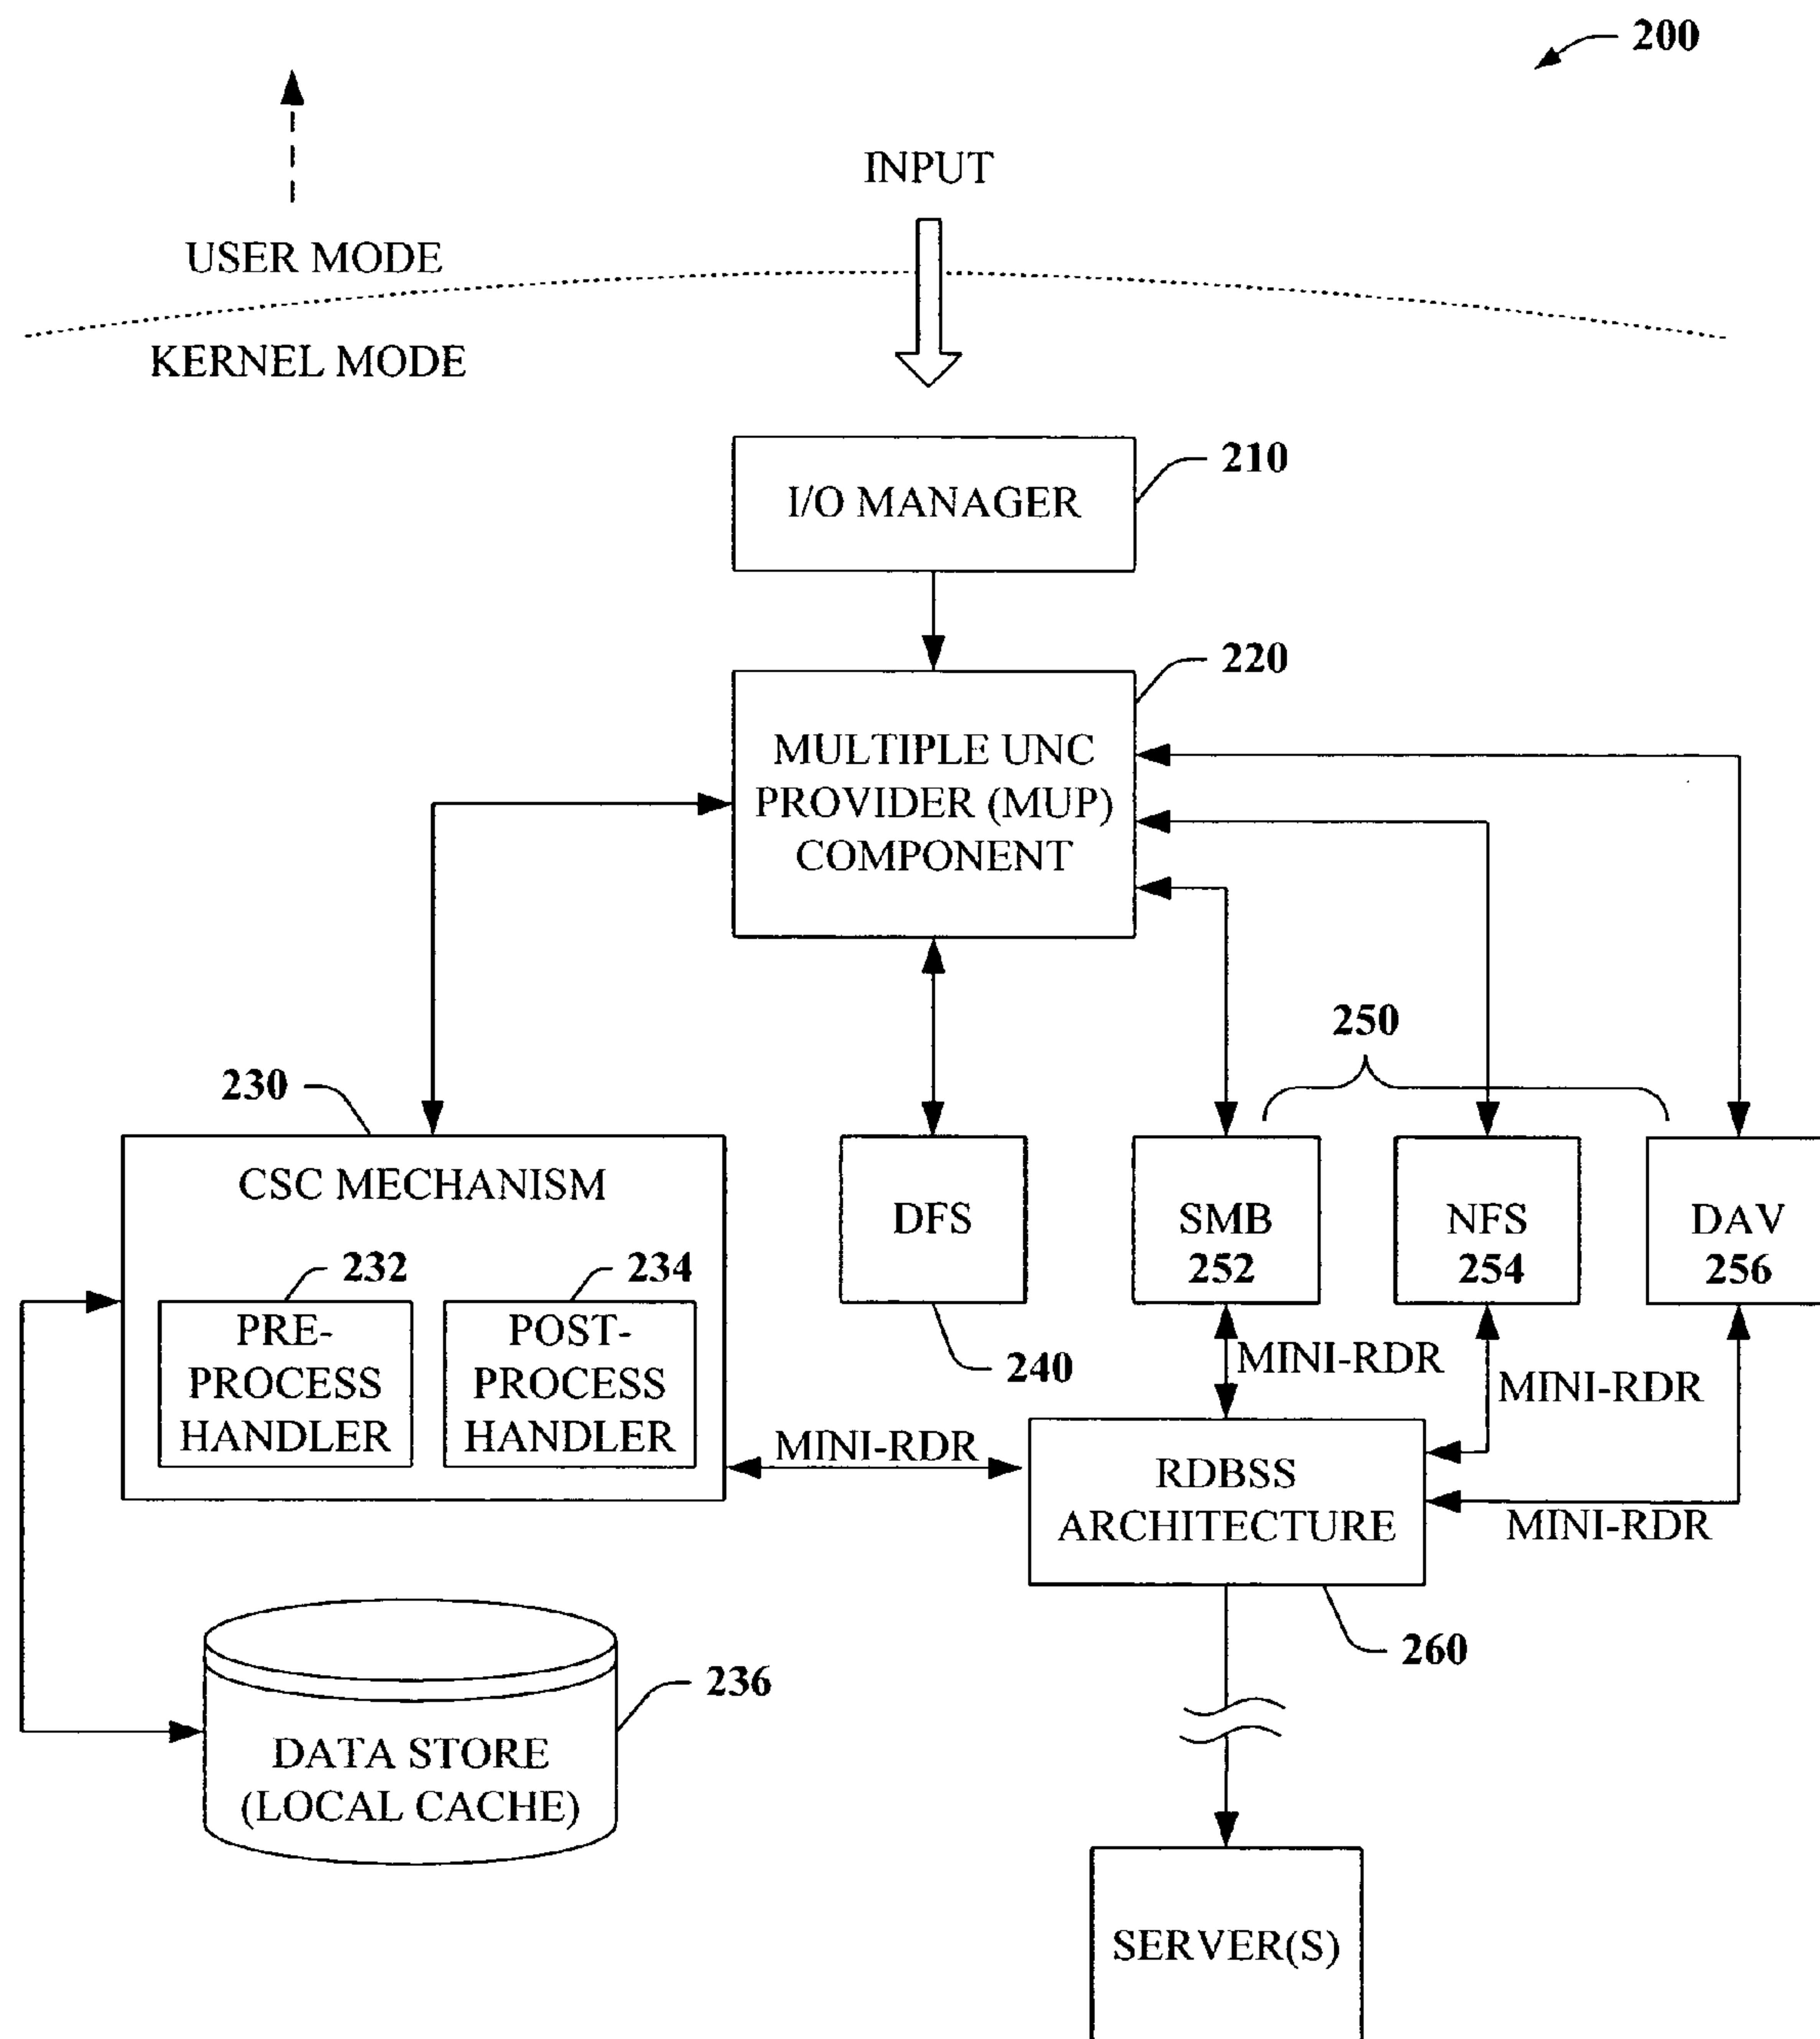 200
INPUT
USER MODE
KERNEL MODE
210
I/O MANAGER
220
MULTIPLE UNC
PROVIDER (MUP)
COMPONENT
250
230
CSC MECHANISM
232
234
PRE-
PROCESS
HANDLER
POST-
PROCESS
HANDLER
DFS
240
SMB
252
NFS
254
DAV
256
MINI-RDR
MINI-RDR
MINI-RDR
MINI-RDR
RDBSS
ARCHITECTURE
260
236
DATA STORE
(LOCAL CACHE)
SERVER(S)